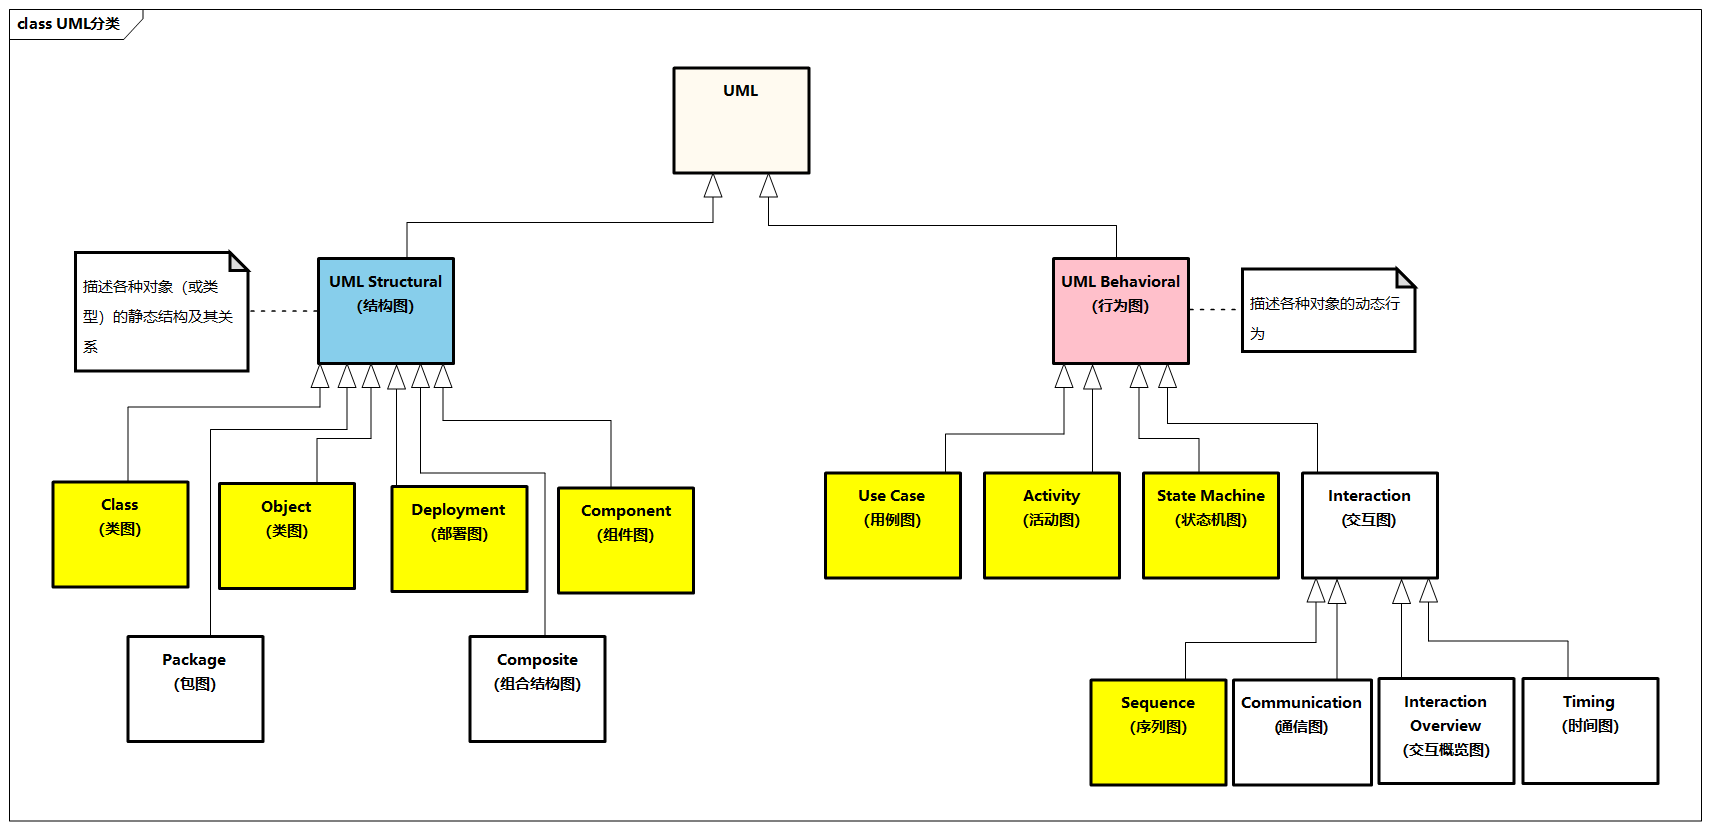 class UML分类
UML
描述各种对象（或类
型）的静态结构及其关
系
UML Structural
（结构图）
UML Behavioral
（行为图）
描述各种对象的动态行
为
Class
（类图）
Object
（类图）
Deployment
（部署图）
Component
（组件图）
Use Case
（用例图）
Activity
（活动图）
State Machine
（状态机图）
Interaction
（交互图）
Package
（包图）
Composite
（组合结构图）
Sequence
（序列图）
Communication
（通信图）
Interaction
Overview
（交互概览图）
Timing
（时间图）